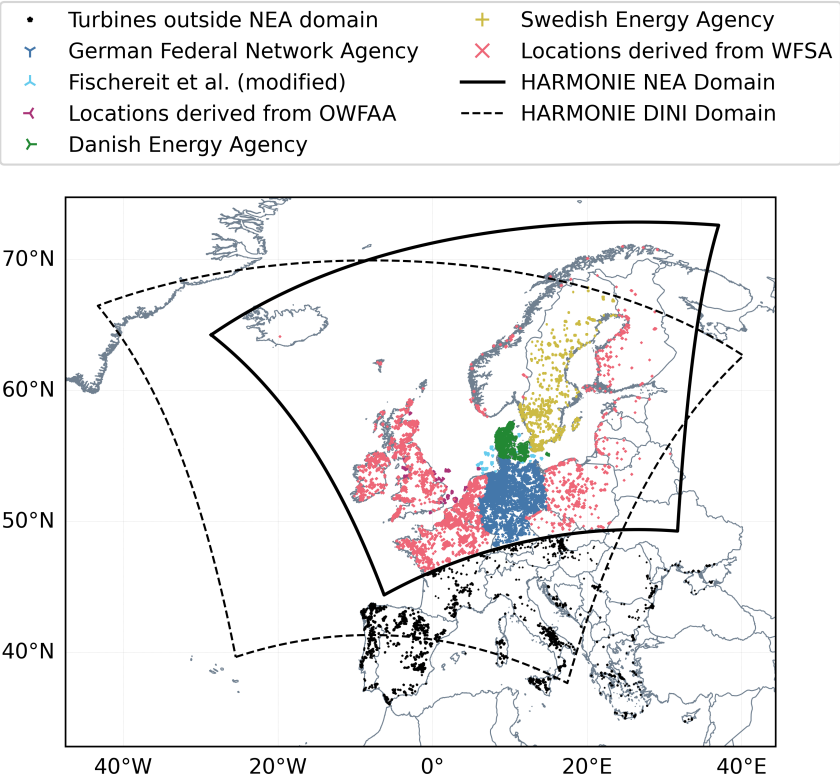 Turbines outside NEA domain
German Federal Network Agency
Fischereit et al. (modified)
Locations derived from OWFAA
Danish Energy Agency
Swedish Energy Agency
Locations derived from WFSA
HARMONIE NEA Domain
HARMONIE DINI Domain
70°N
60°N
50°N
40°N
40°W
20°W
0°
20°E
40°E